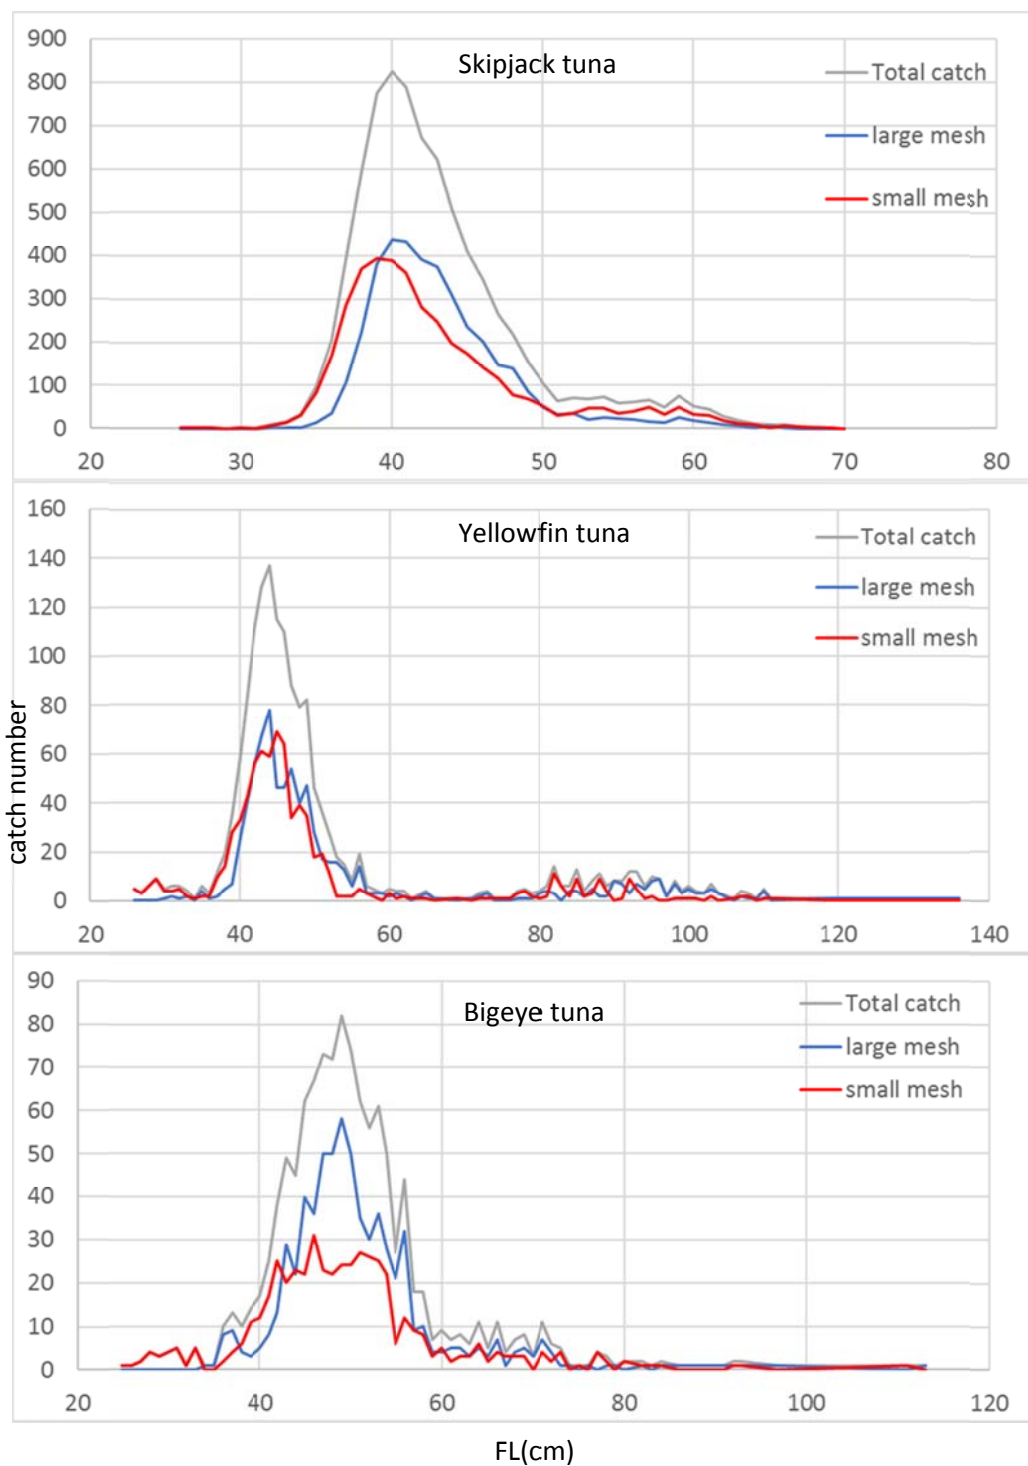 900
Skipjack tuna
Total catch
800
700
large mesh
600
small mesh
500
400
300
200
100
0
20 30 40 50 60 70 80
160
Yellowfin tuna
Total catch
140
large mesh
120
small mesh
100
80
60
40
20
0
20 40 60 80 100 120 140
catch number
90
Bigeye tuna
Total catch
80
large mesh
70
small mesh
60
50
40
30
20
10
0
20 40 60 80 100 120
FL(cm)